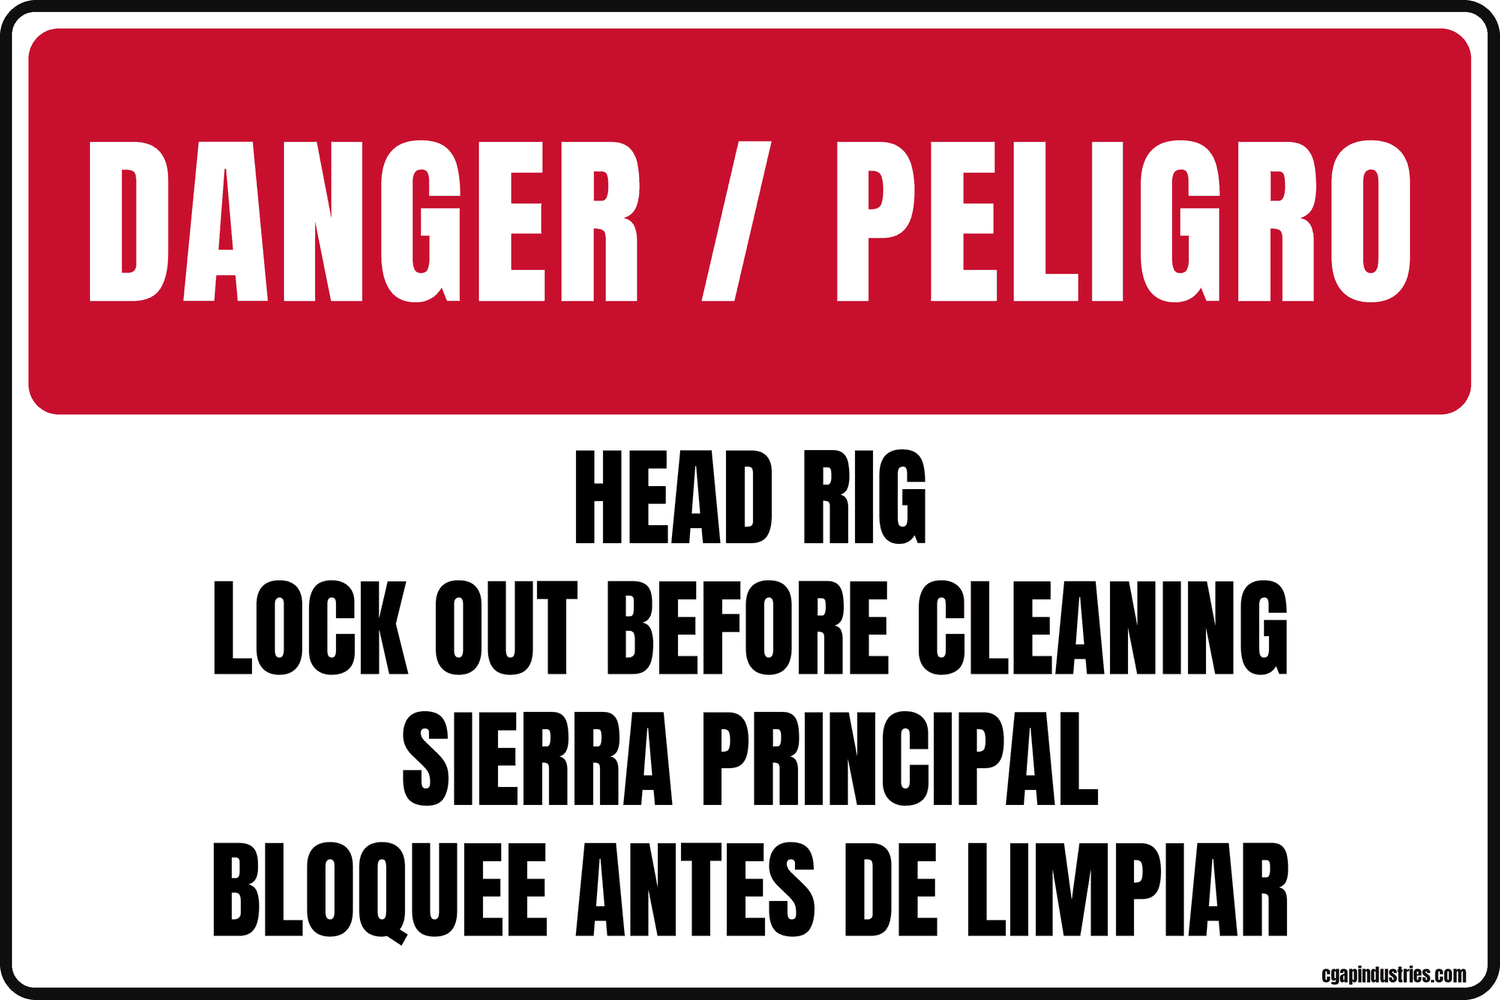 DANGER / PELIGRO
HEAD RIG
LOCK OUT BEFORE CLEANING
SIERRA PRINCIPAL
BLOQUEE ANTES DE LIMPIAR
cgapindustries.com